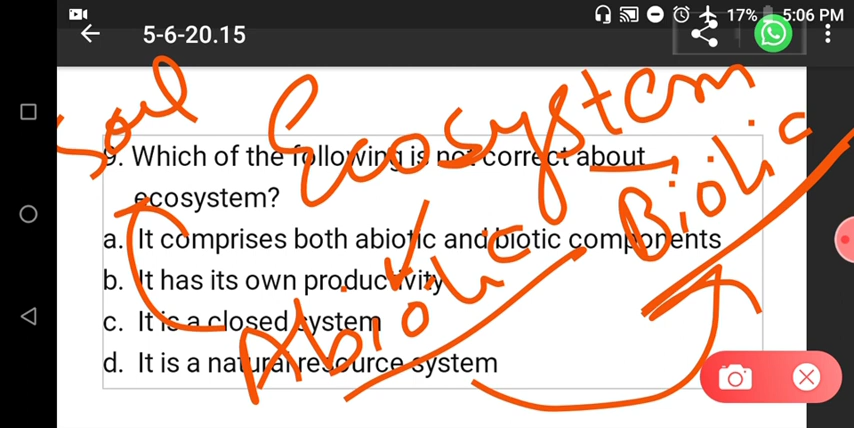 17% 5:06 PM
5-6-20.15
Soil Ecosystem
9. Which of the following is not correct about
ecosystem?
Biotic
a. It comprises both abiotic and biotic components
b. It has its own productivity
Abiotic
c. It is a closed system
d. It is a natural resource system